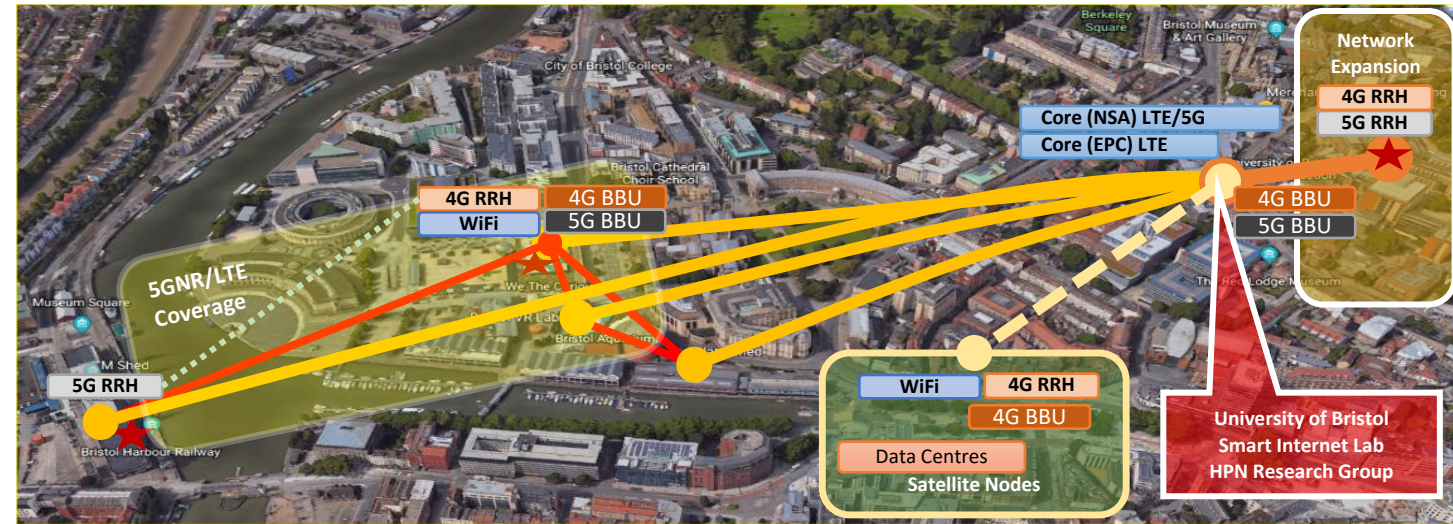 Berkeley
Square
Bristol Museum
& Art Gallery
City of Bristol College
Network
Expansion
4G RRH
5G RRH
Core (NSA) LTE/5G
Core (EPC) LTE
Bristol Cathedral
Choir School
4G RRH
4G BBU
WiFi
5G BBU
4G BBU
5G BBU
5GNR/LTE
Coverage
We The
The Red Lodge Museum
Museum Square
Bristol Aquarium
M Shed
5G RRH
Bristol Harbour Railway
WiFi
4G RRH
4G BBU
Data Centres
Satellite Nodes
University of Bristol
Smart Internet Lab
HPN Research Group